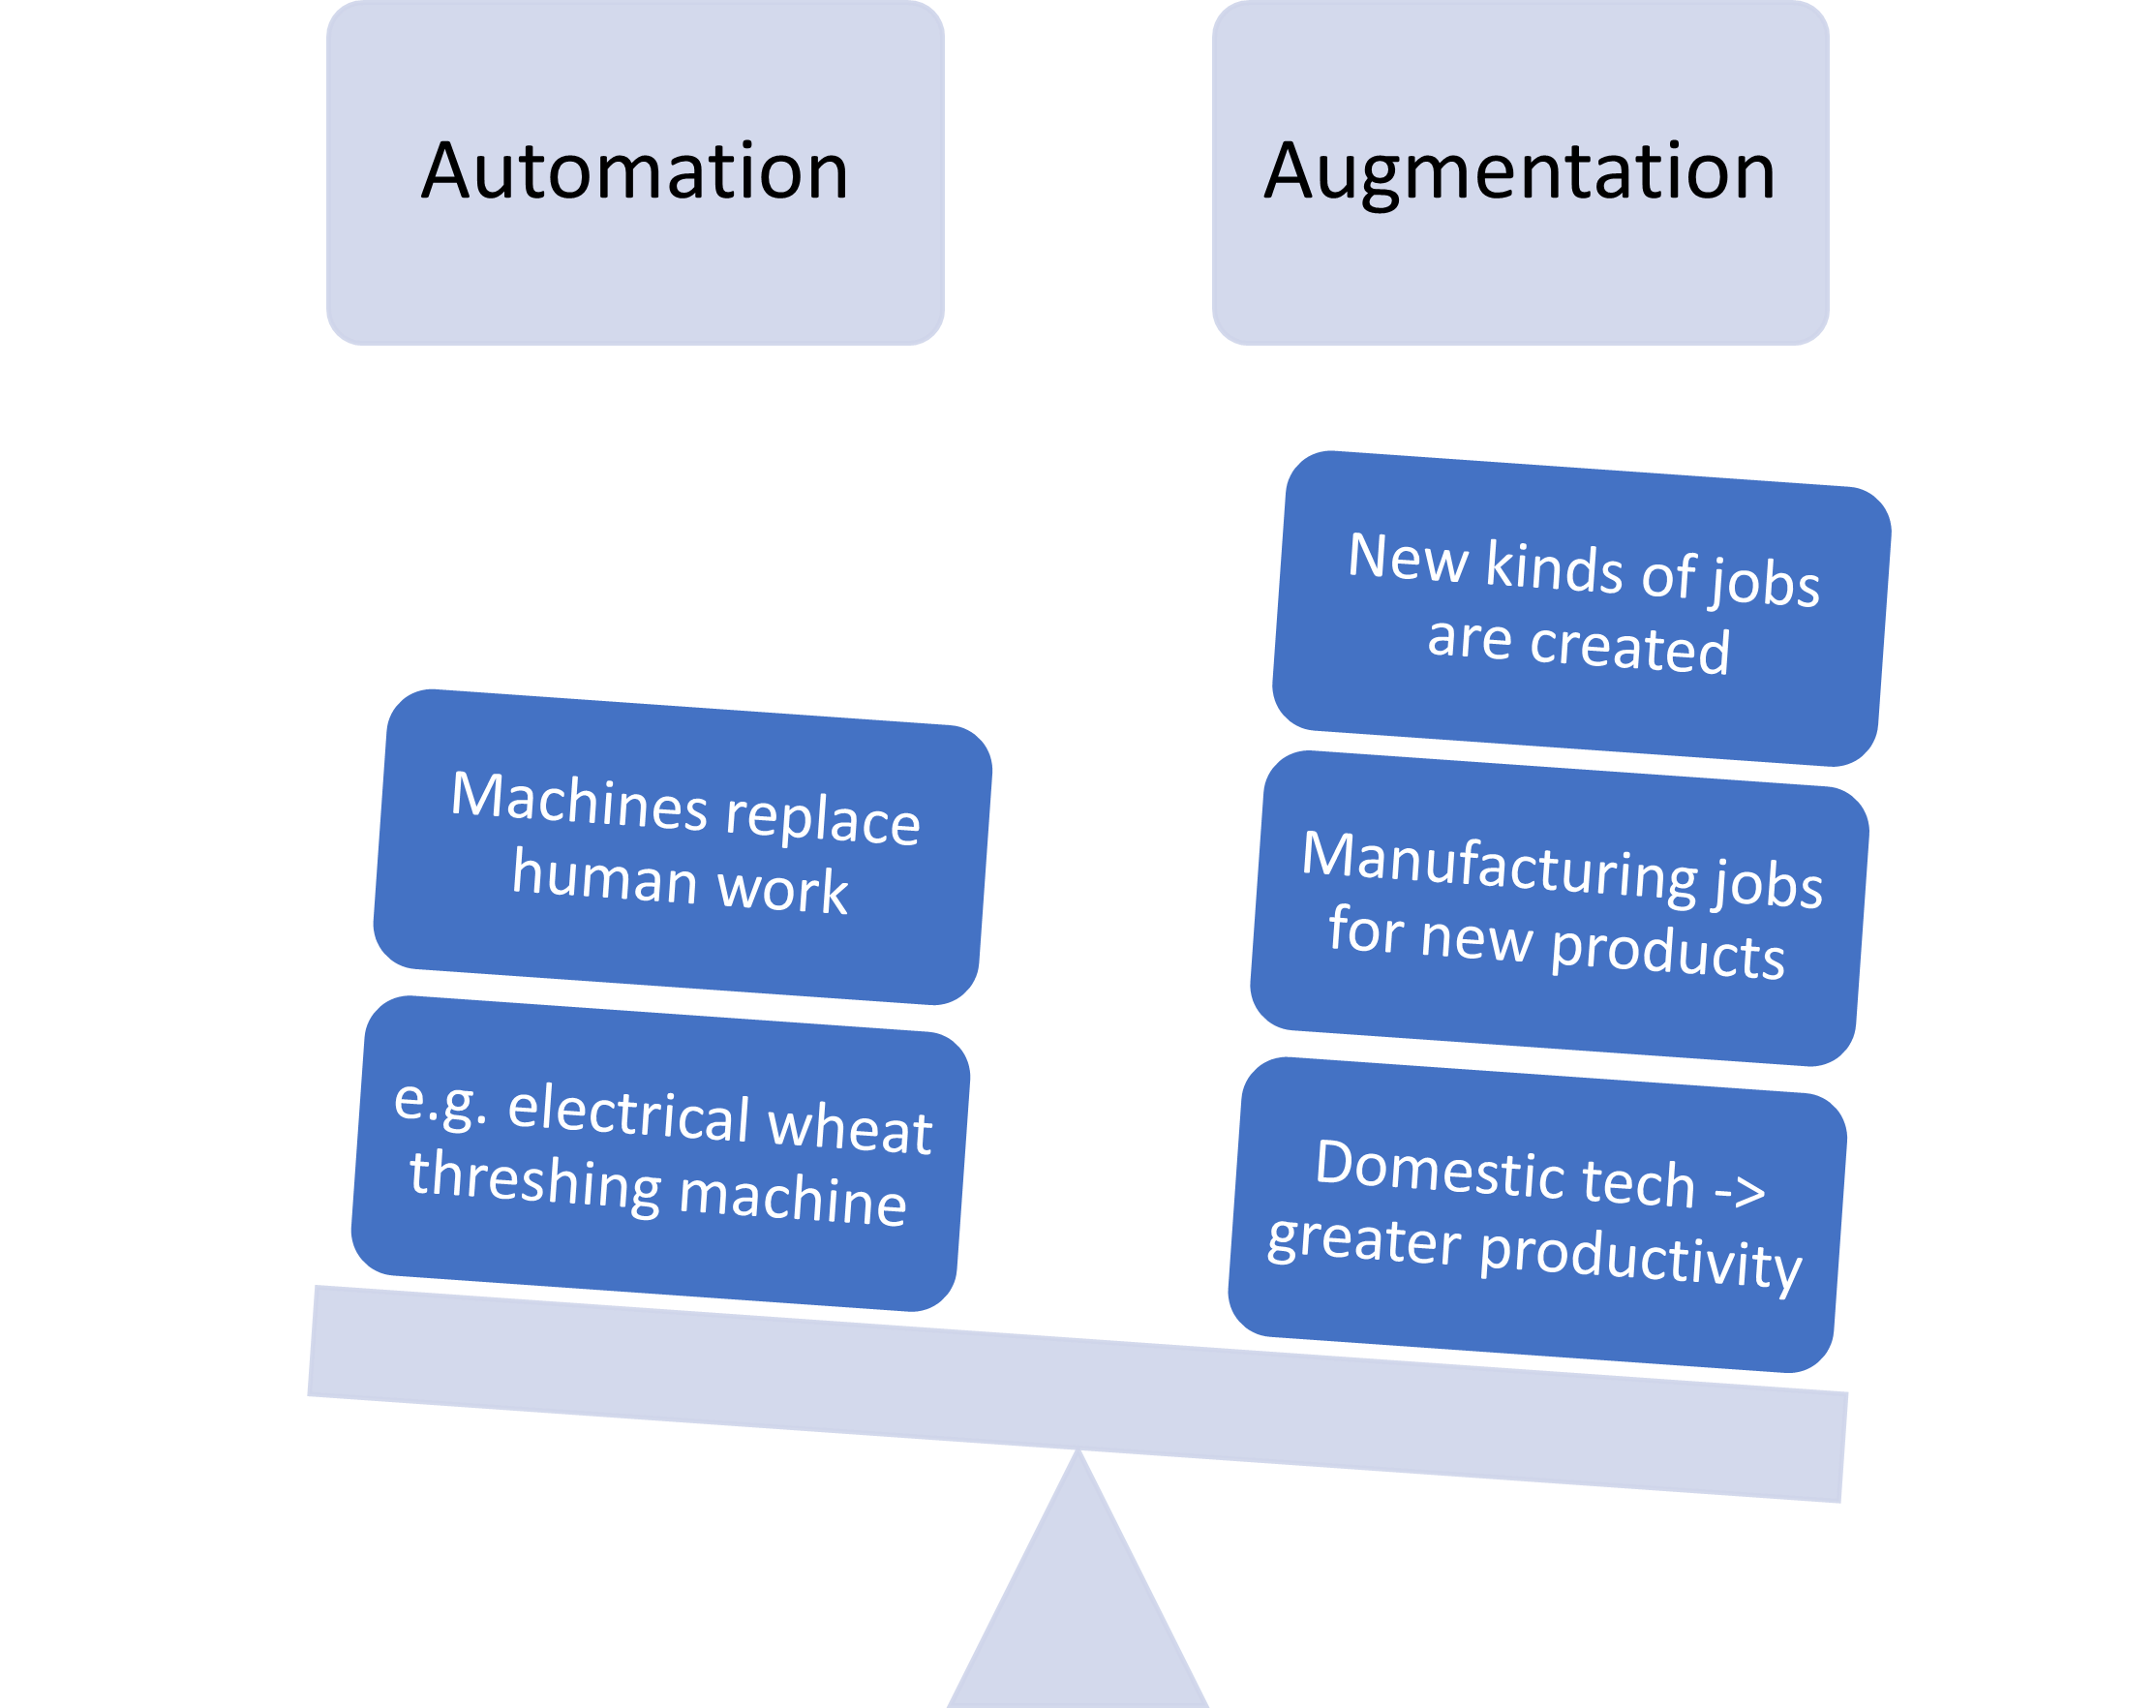 Automation
Augmentation
Machines replace
human work
e.g. electrical wheat
threshing machine
New kinds of jobs
are created
Manufacturing jobs
for new products
Domestic tech ->
greater productivity